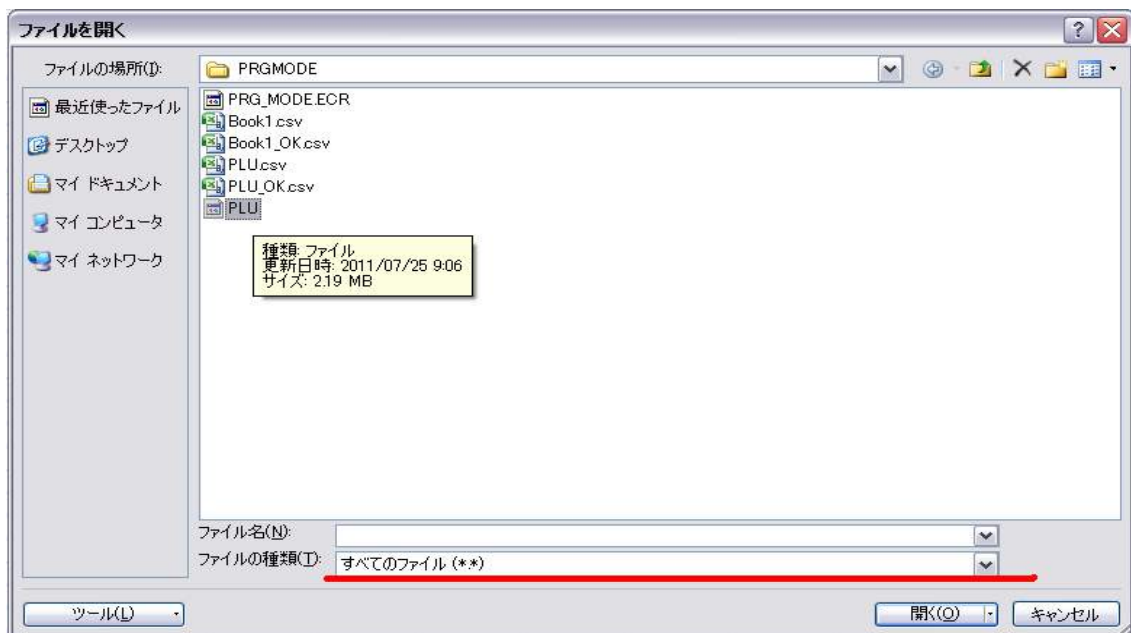 ファイルを開く
ファイルの場所(I):
PRGMODE
最近使ったファイル
デスクトップ
マイ ドキュメント
マイ コンピュータ
マイ ネットワーク
PRG_MODE.ECR
Book1.csv
Book1_OK.csv
PLU.csv
PLU_OK.csv
PLU
種類: ファイル
更新日時: 2011/07/25 9:06
サイズ: 2.19 MB
ファイル名(N):
ファイルの種類(T):
すべてのファイル (*.*)
ツール(L)
開く(O)
キャンセル